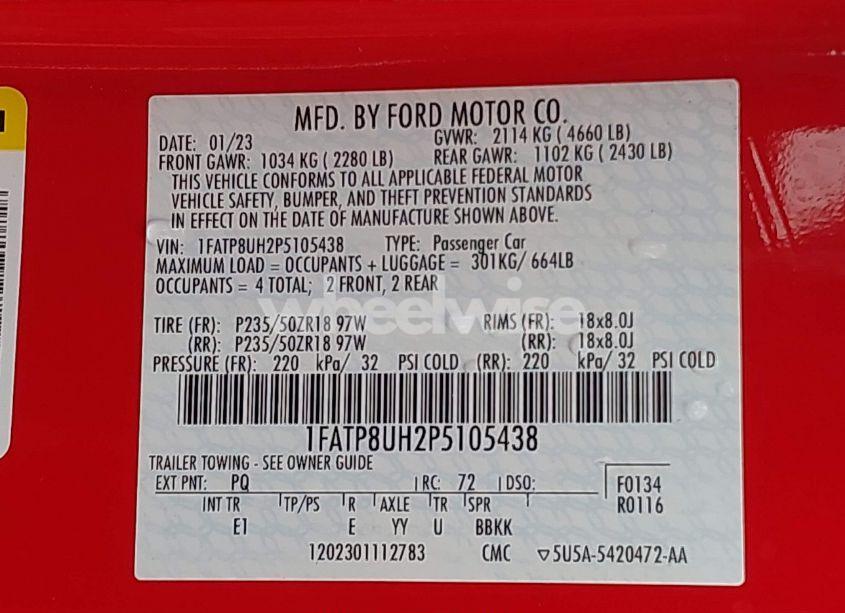 MFD. BY FORD MOTOR CO.
DATE: 01/23 GVWR: 2114 KG ( 4660 LB)
FRONT GAWR: 1034 KG ( 2280 LB) REAR GAWR: 1102 KG ( 2430 LB)
THIS VEHICLE CONFORMS TO ALL APPLICABLE FEDERAL MOTOR
VEHICLE SAFETY, BUMPER, AND THEFT PREVENTION STANDARDS
IN EFFECT ON THE DATE OF MANUFACTURE SHOWN ABOVE.
VIN: 1FATP8UH2P5105438 TYPE: Passenger Car
MAXIMUM LOAD = OCCUPANTS + LUGGAGE = 301KG/ 664LB
OCCUPANTS = 4 TOTAL; 2 FRONT, 2 REAR
wheelwise
TIRE (FR): P235/50ZR18 97W RIMS (FR): 18x8.0J
(RR): P235/50ZR18 97W (RR): 18x8.0J
PRESSURE (FR): 220 kPa/ 32 PSI COLD (RR): 220 kPa/ 32 PSI COLD
1FATP8UH2P5105438
TRAILER TOWING - SEE OWNER GUIDE
EXT PNT: PQ RC: 72 DSO: F0134
INT TR TP/PS R AXLE TR SPR R0116
E1 E YY U BBKK
1202301112783 CMC ▽5U5A-5420472-AA